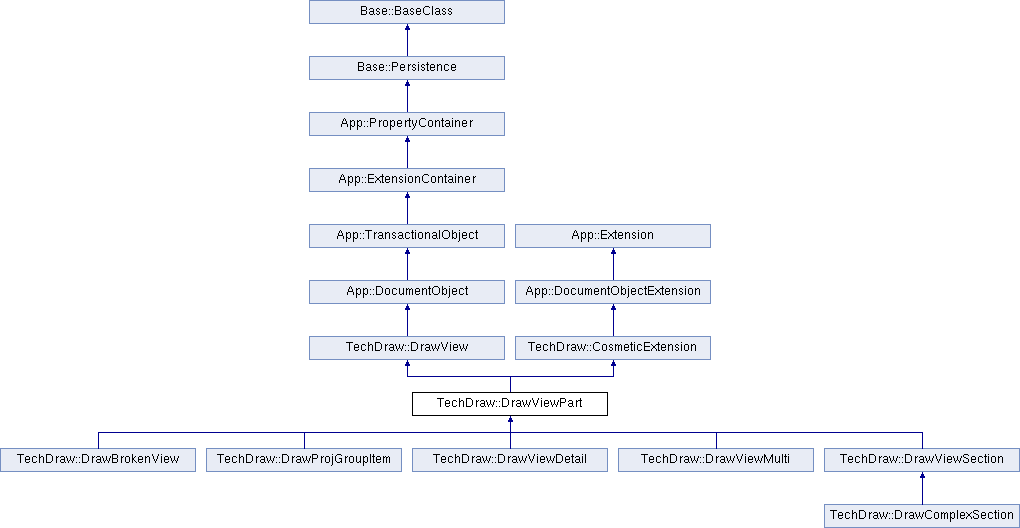 Base::BaseClass
Base::Persistence
App::PropertyContainer
App::ExtensionContainer
App::TransactionalObject
App::Extension
App::DocumentObject
App::DocumentObjectExtension
TechDraw::DrawView
TechDraw::CosmeticExtension
TechDraw::DrawViewPart
TechDraw::DrawBrokenView
TechDraw::DrawProjGroupItem
TechDraw::DrawViewDetail
TechDraw::DrawViewMulti
TechDraw::DrawViewSection
TechDraw::DrawComplexSection